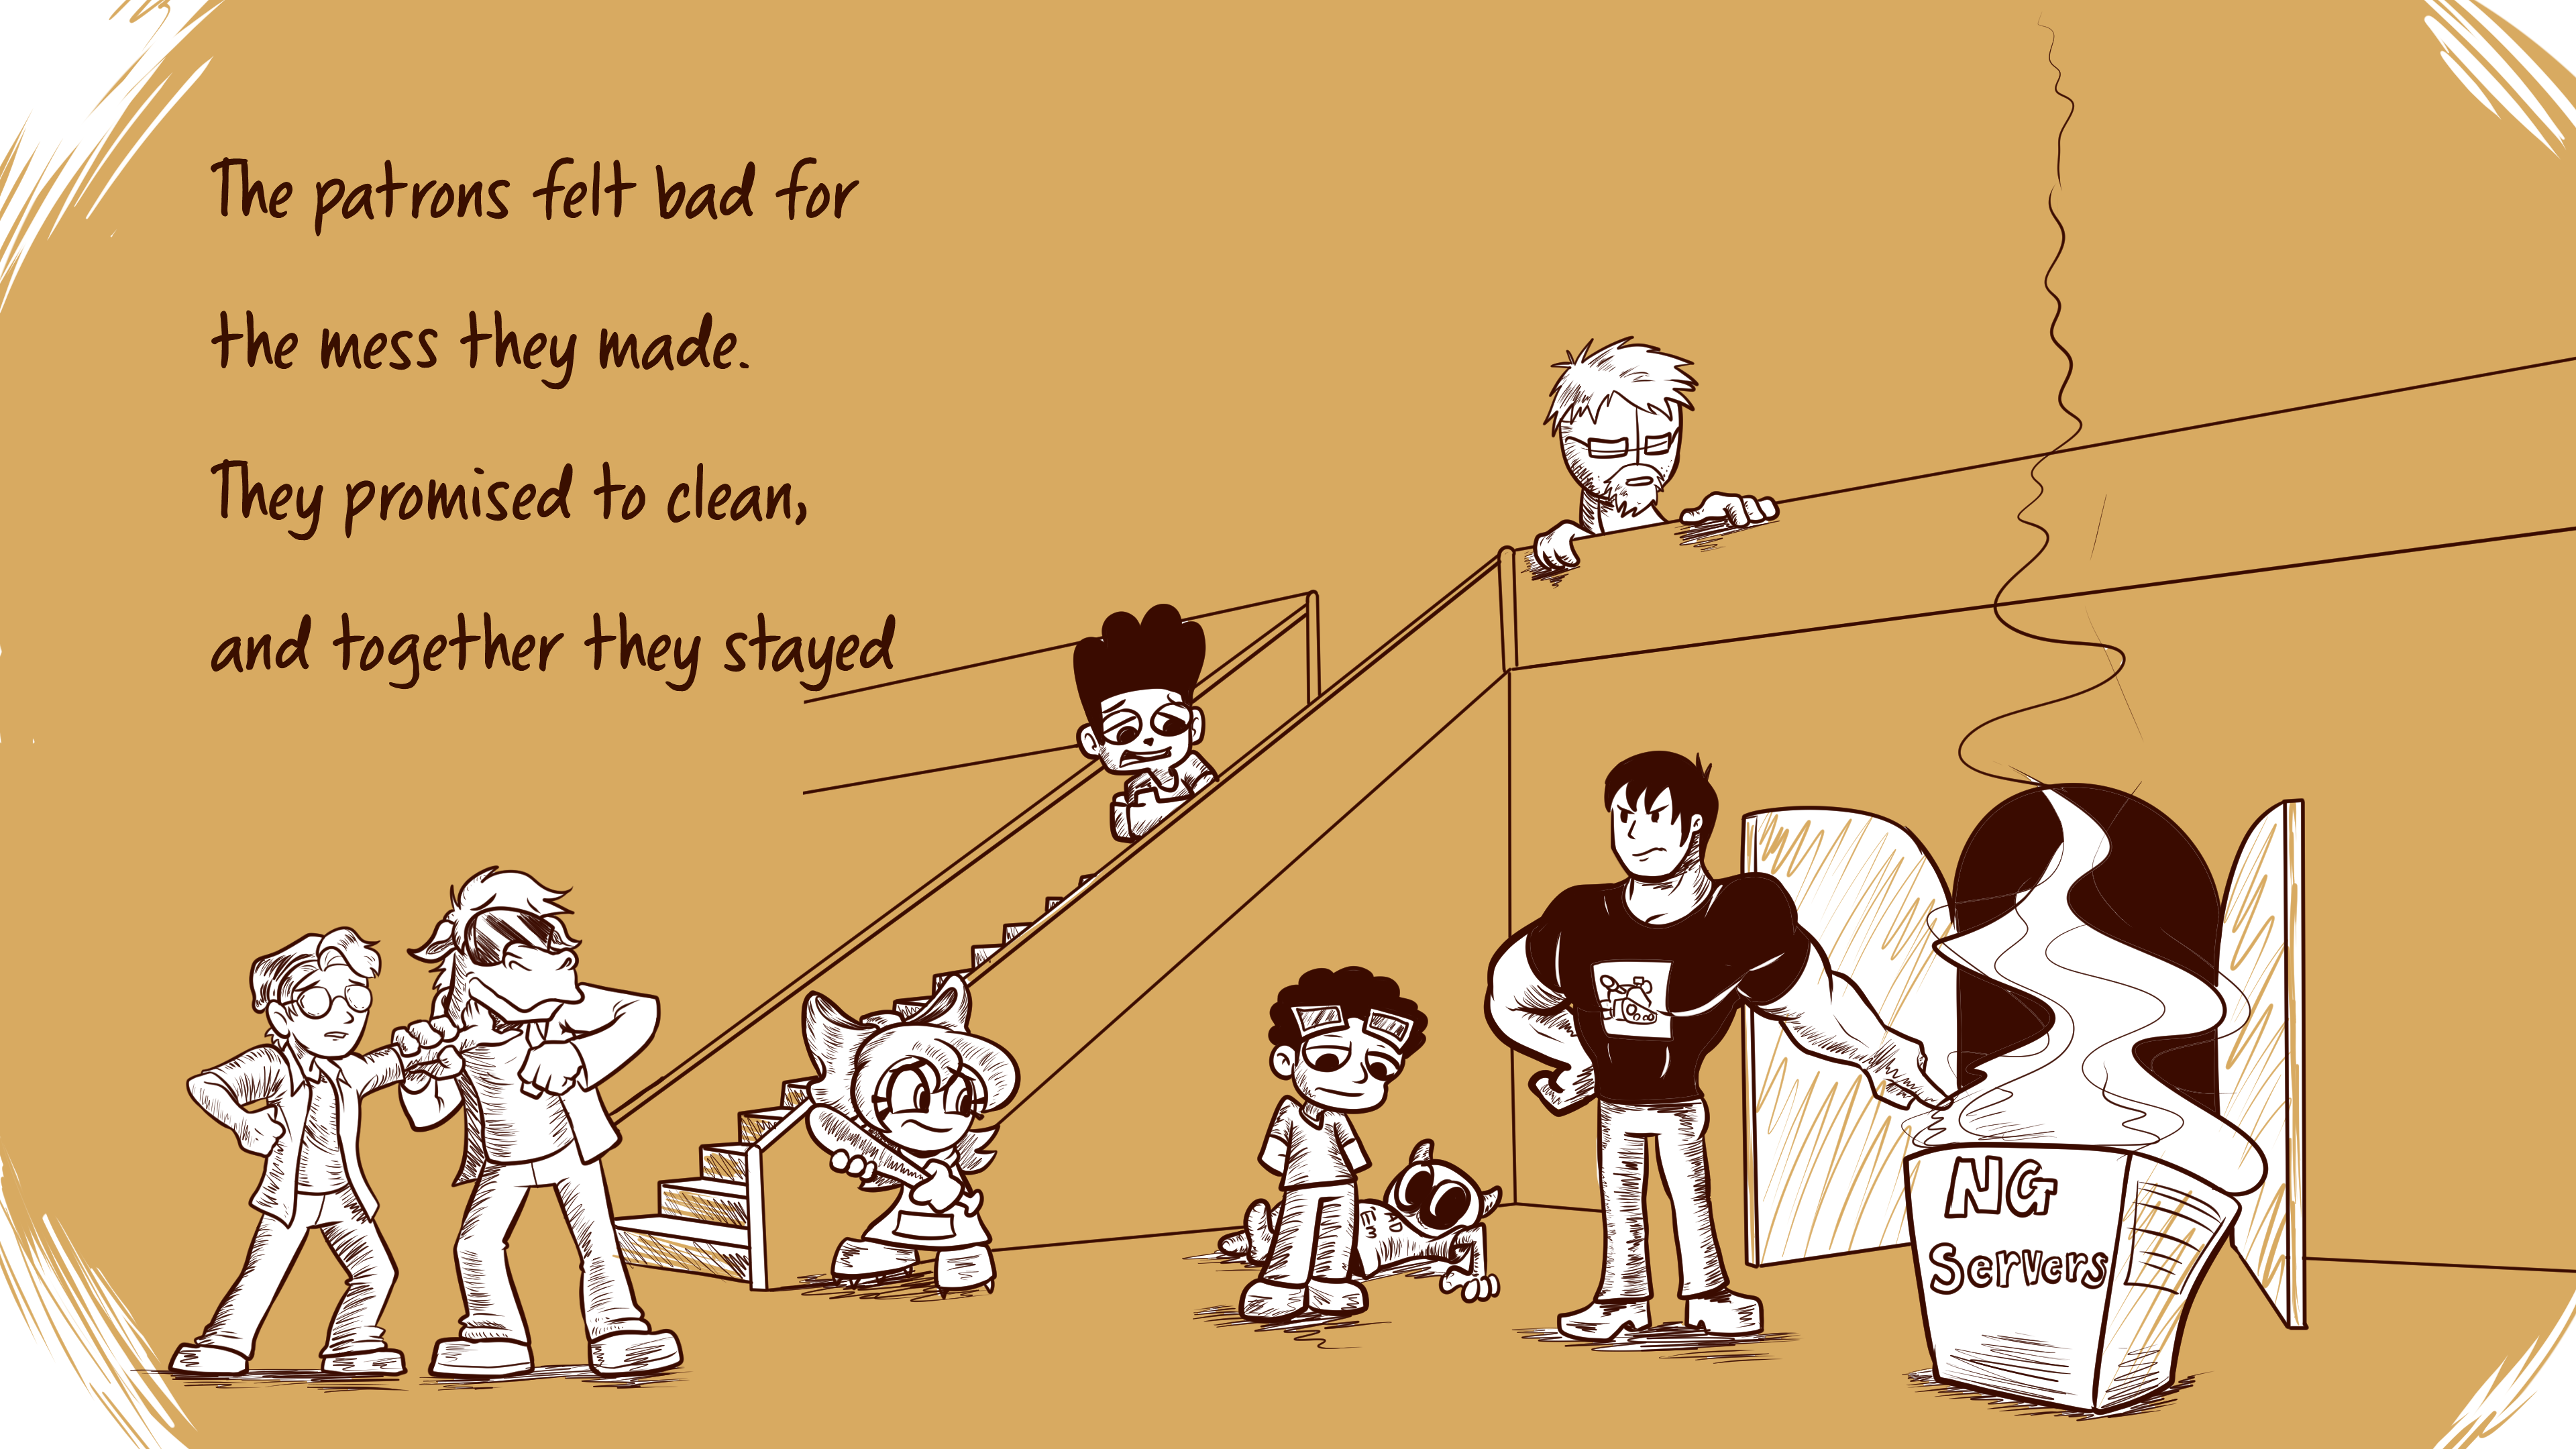 The patrons felt bad for
the mess they made.
They promised to clean,
and together they stayed
NG
Servers